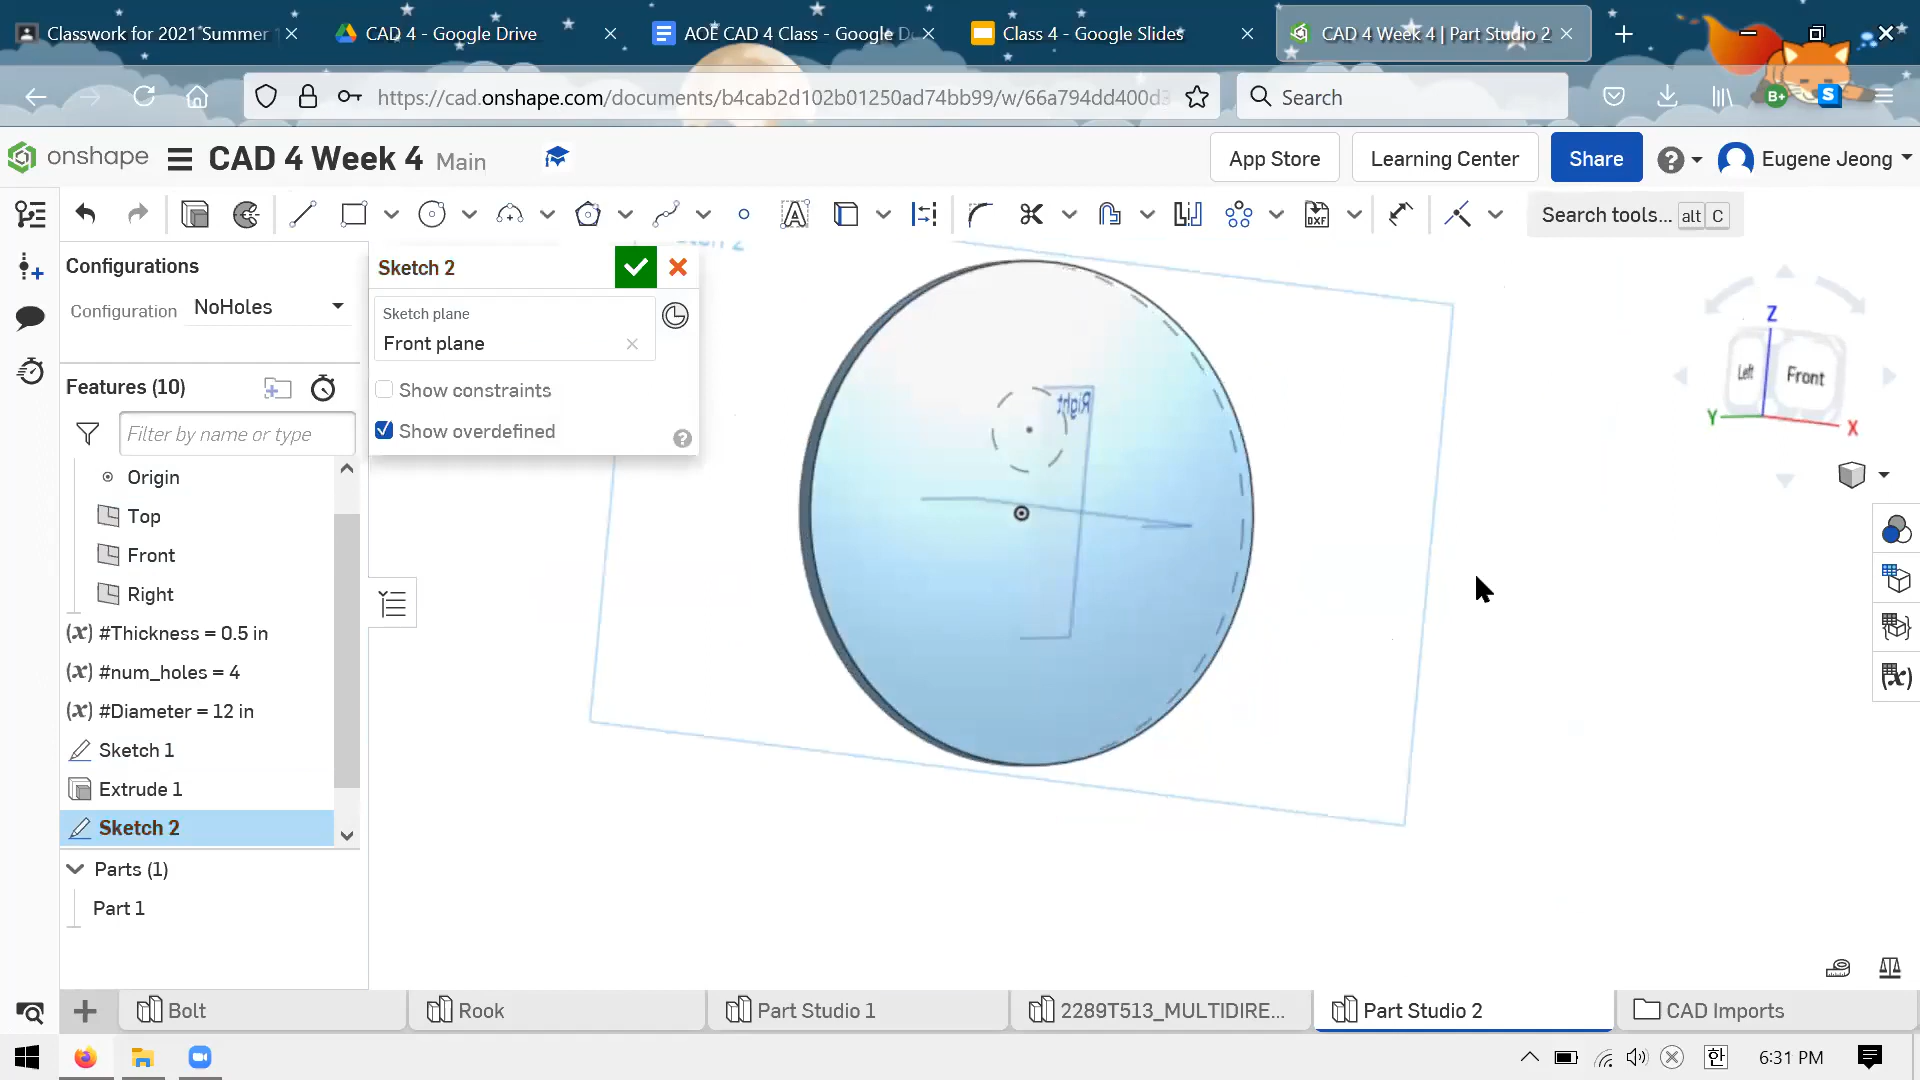 Classwork for 2021 Summer
CAD 4 - Google Drive
AOE CAD 4 Class - Google D
Class 4 - Google Slides
CAD 4 Week 4 | Part Studio 2
https://cad.onshape.com/documents/b4cab2d102b01250ad74bb99/w/66a794dd400d3
Search
B+
S
onshape
CAD 4 Week 4 Main
App Store
Learning Center
Share
Eugene Jeong
DXF
Search tools... alt C
Configurations
Configuration NoHoles
Features (10)
Filter by name or type
Origin
Top
Front
Right
(x) #Thickness = 0.5 in
(x) #num_holes = 4
(x) #Diameter = 12 in
Sketch 1
Extrude 1
Sketch 2
Parts (1)
Part 1
Sketch 2
Sketch plane
Front plane
Show constraints
Show overdefined
Right
Z
Left
Front
Y
X
Bolt
Rook
Part Studio 1
2289T513_MULTIDIRE...
Part Studio 2
CAD Imports
한
6:31 PM